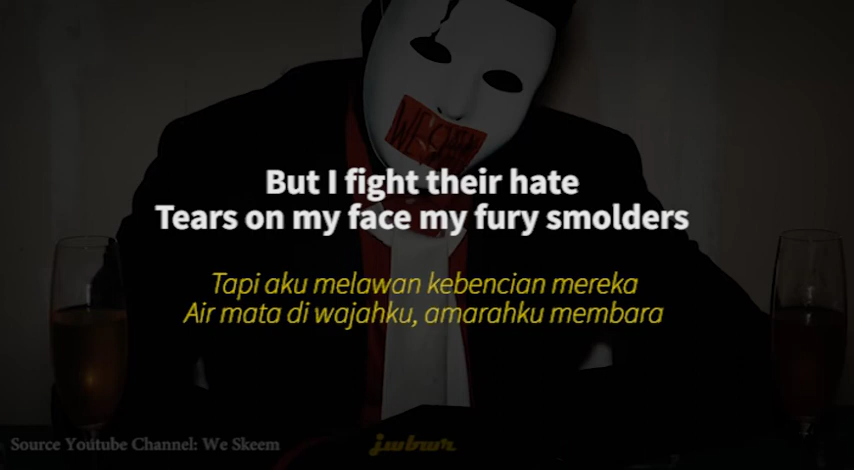 But I fight their hate
Tears on my face my fury smolders
Tapi aku melawan kebencian mereka
Air mata di wajahku, amarahku membara
Source Youtube Channel: We Skeem